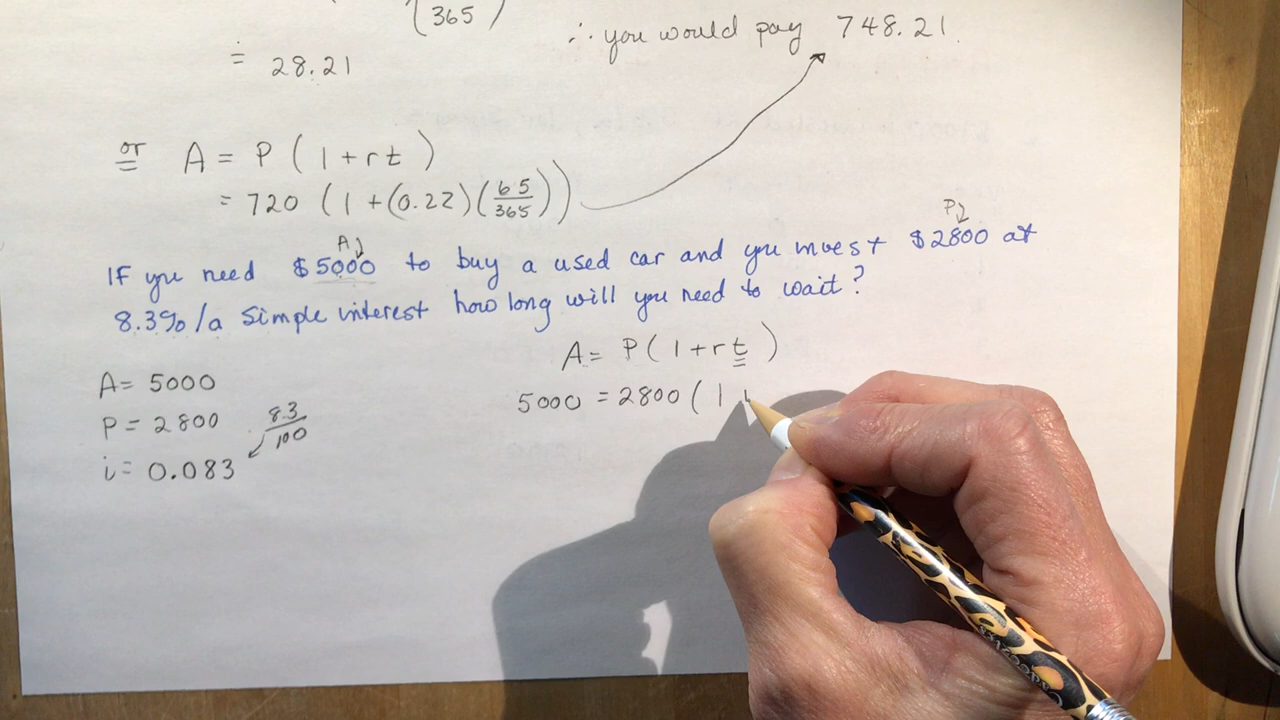 (365)
≐ 28.21
∴ you would pay 748.21.
or A = P (1+rt)
= 720 (1+(0.22)(65/365))
A P
IF you need $5000 to buy a used car and you invest $2800 at
8.3%/a simple interest how long will you need to wait?
A = P(1+rt)
A = 5000
5000 = 2800 (1
P = 2800
8.3/100
i = 0.083